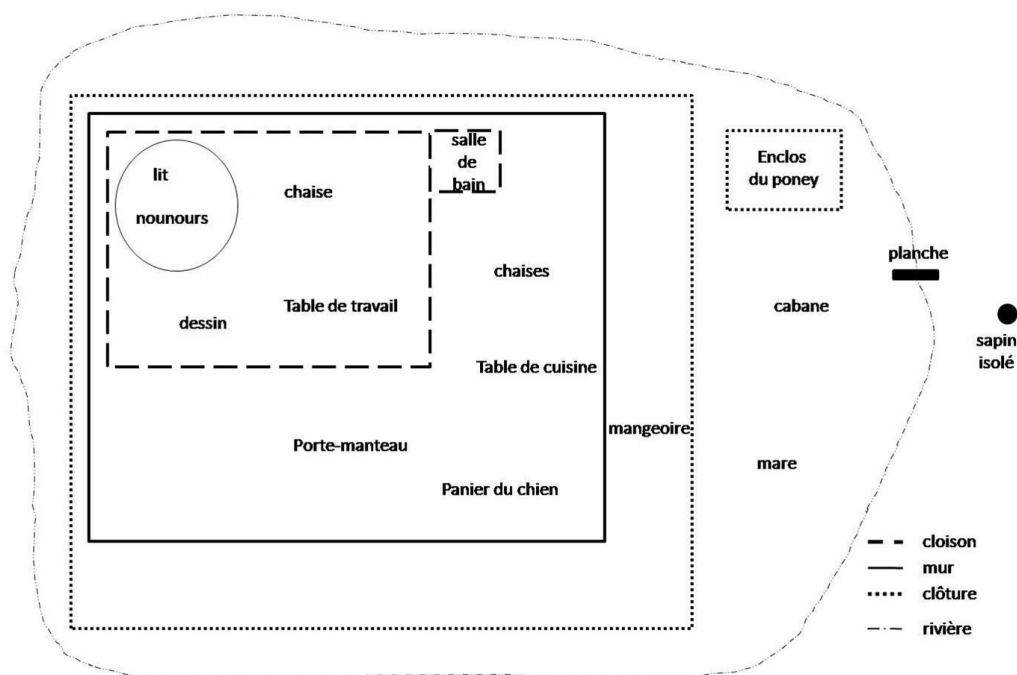 salle
de
bain
lit
nounours
chaise
Enclos
du poney
planche
chaises
cabane
dessin
Table de travail
sapin
isolé
Table de cuisine
mangeoire
Porte-manteau
mare
Panier du chien
cloison
mur
clôture
rivière